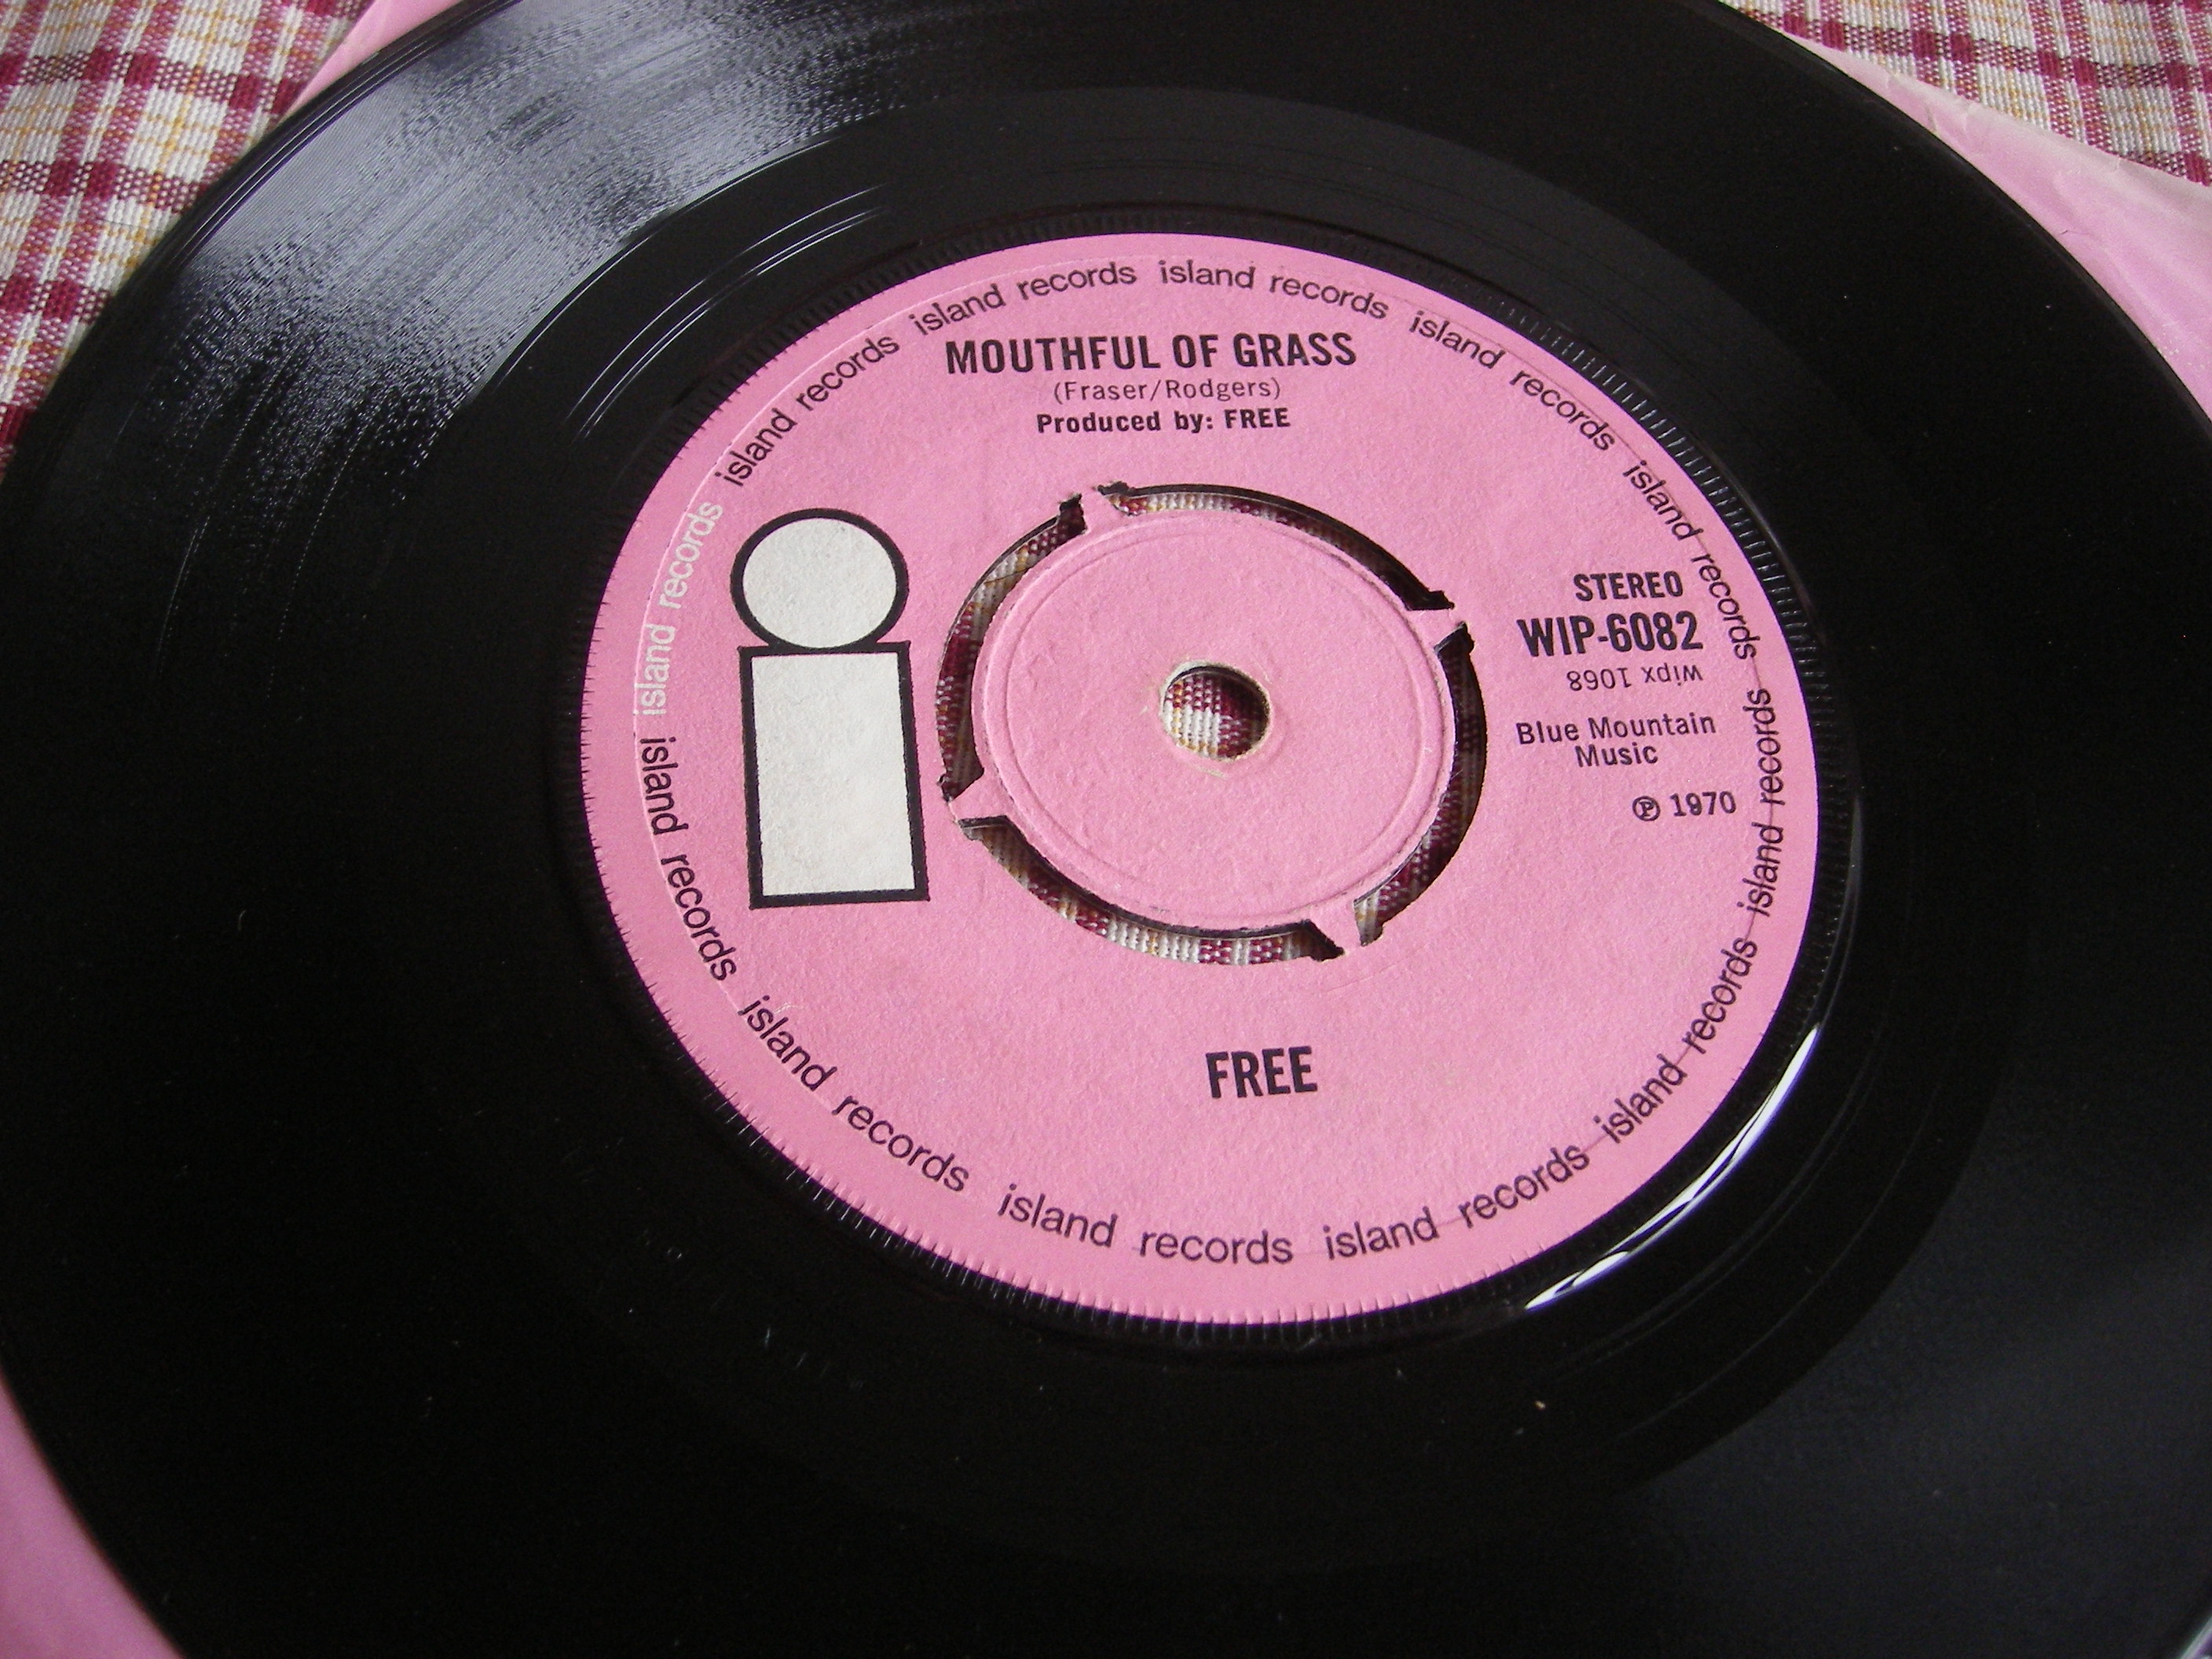 MOUTHFUL OF GRASS
(Fraser/Rodgers)
Produced by: FREE
STEREO
WIP-6082
wipx 1068
Blue Mountain
Music
℗ 1970
FREE
island records island records island records island records island records island records island records island records island records island records island records island records